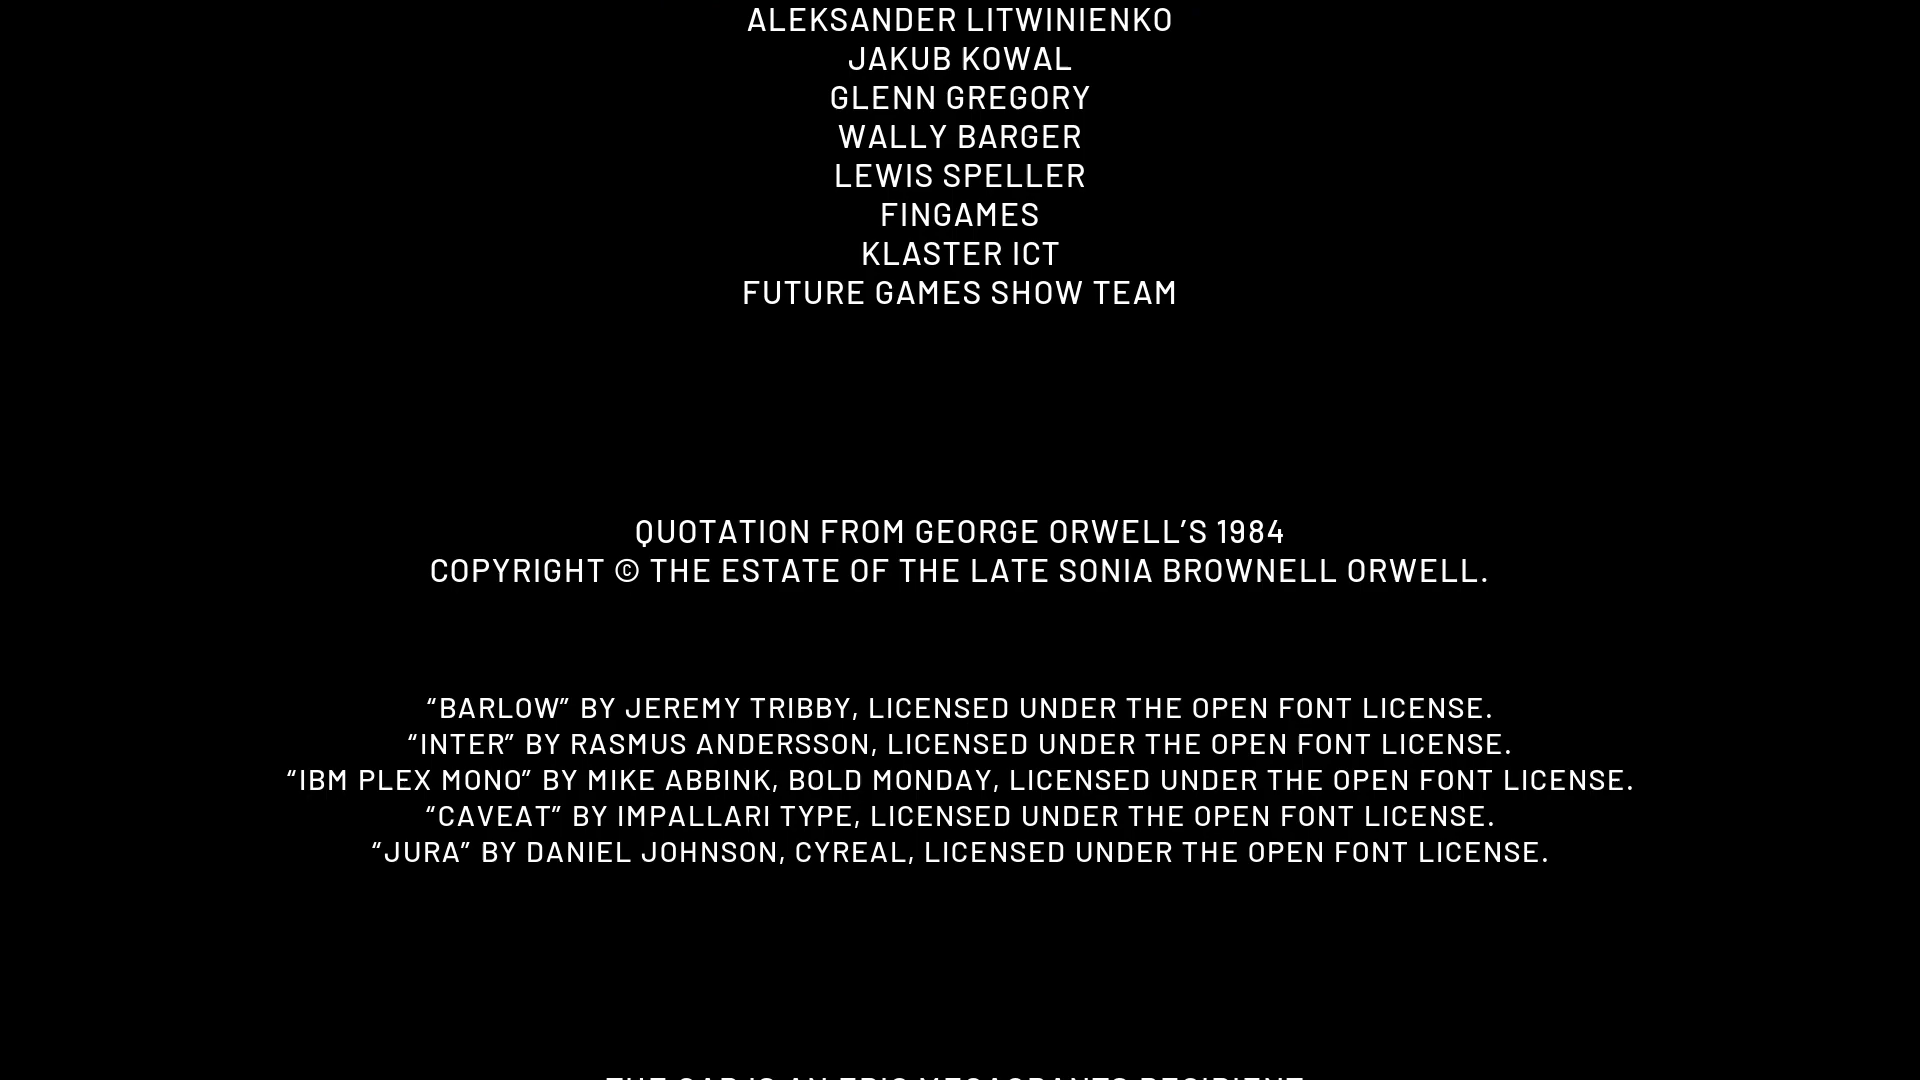 ALEKSANDER LITWINIENKO
JAKUB KOWAL
GLENN GREGORY
WALLY BARGER
LEWIS SPELLER
FINGAMES
KLASTER ICT
FUTURE GAMES SHOW TEAM
QUOTATION FROM GEORGE ORWELL’S 1984
COPYRIGHT © THE ESTATE OF THE LATE SONIA BROWNELL ORWELL.
“BARLOW” BY JEREMY TRIBBY, LICENSED UNDER THE OPEN FONT LICENSE.
“INTER” BY RASMUS ANDERSSON, LICENSED UNDER THE OPEN FONT LICENSE.
“IBM PLEX MONO” BY MIKE ABBINK, BOLD MONDAY, LICENSED UNDER THE OPEN FONT LICENSE.
“CAVEAT” BY IMPALLARI TYPE, LICENSED UNDER THE OPEN FONT LICENSE.
“JURA” BY DANIEL JOHNSON, CYREAL, LICENSED UNDER THE OPEN FONT LICENSE.